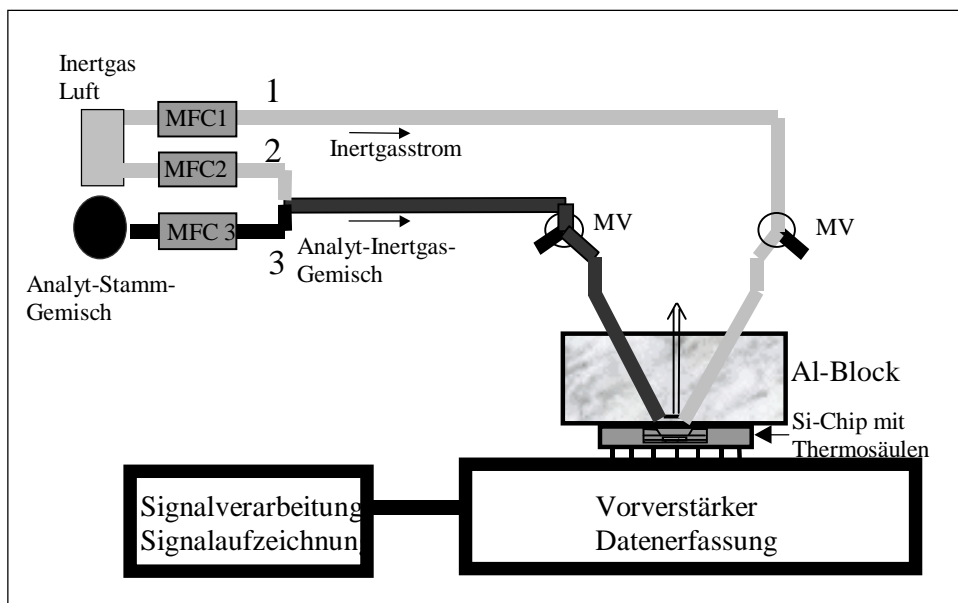 Inertgas
Luft
MFC1
1
Inertgasstrom
2
MFC2
MFC 3
3
Analyt-Inertgas-
Gemisch
Analyt-Stamm-
Gemisch
MV
MV
Al-Block
Si-Chip mit
Thermosäulen
Signalverarbeitung
Signalaufzeichnung
Vorverstärker
Datenerfassung